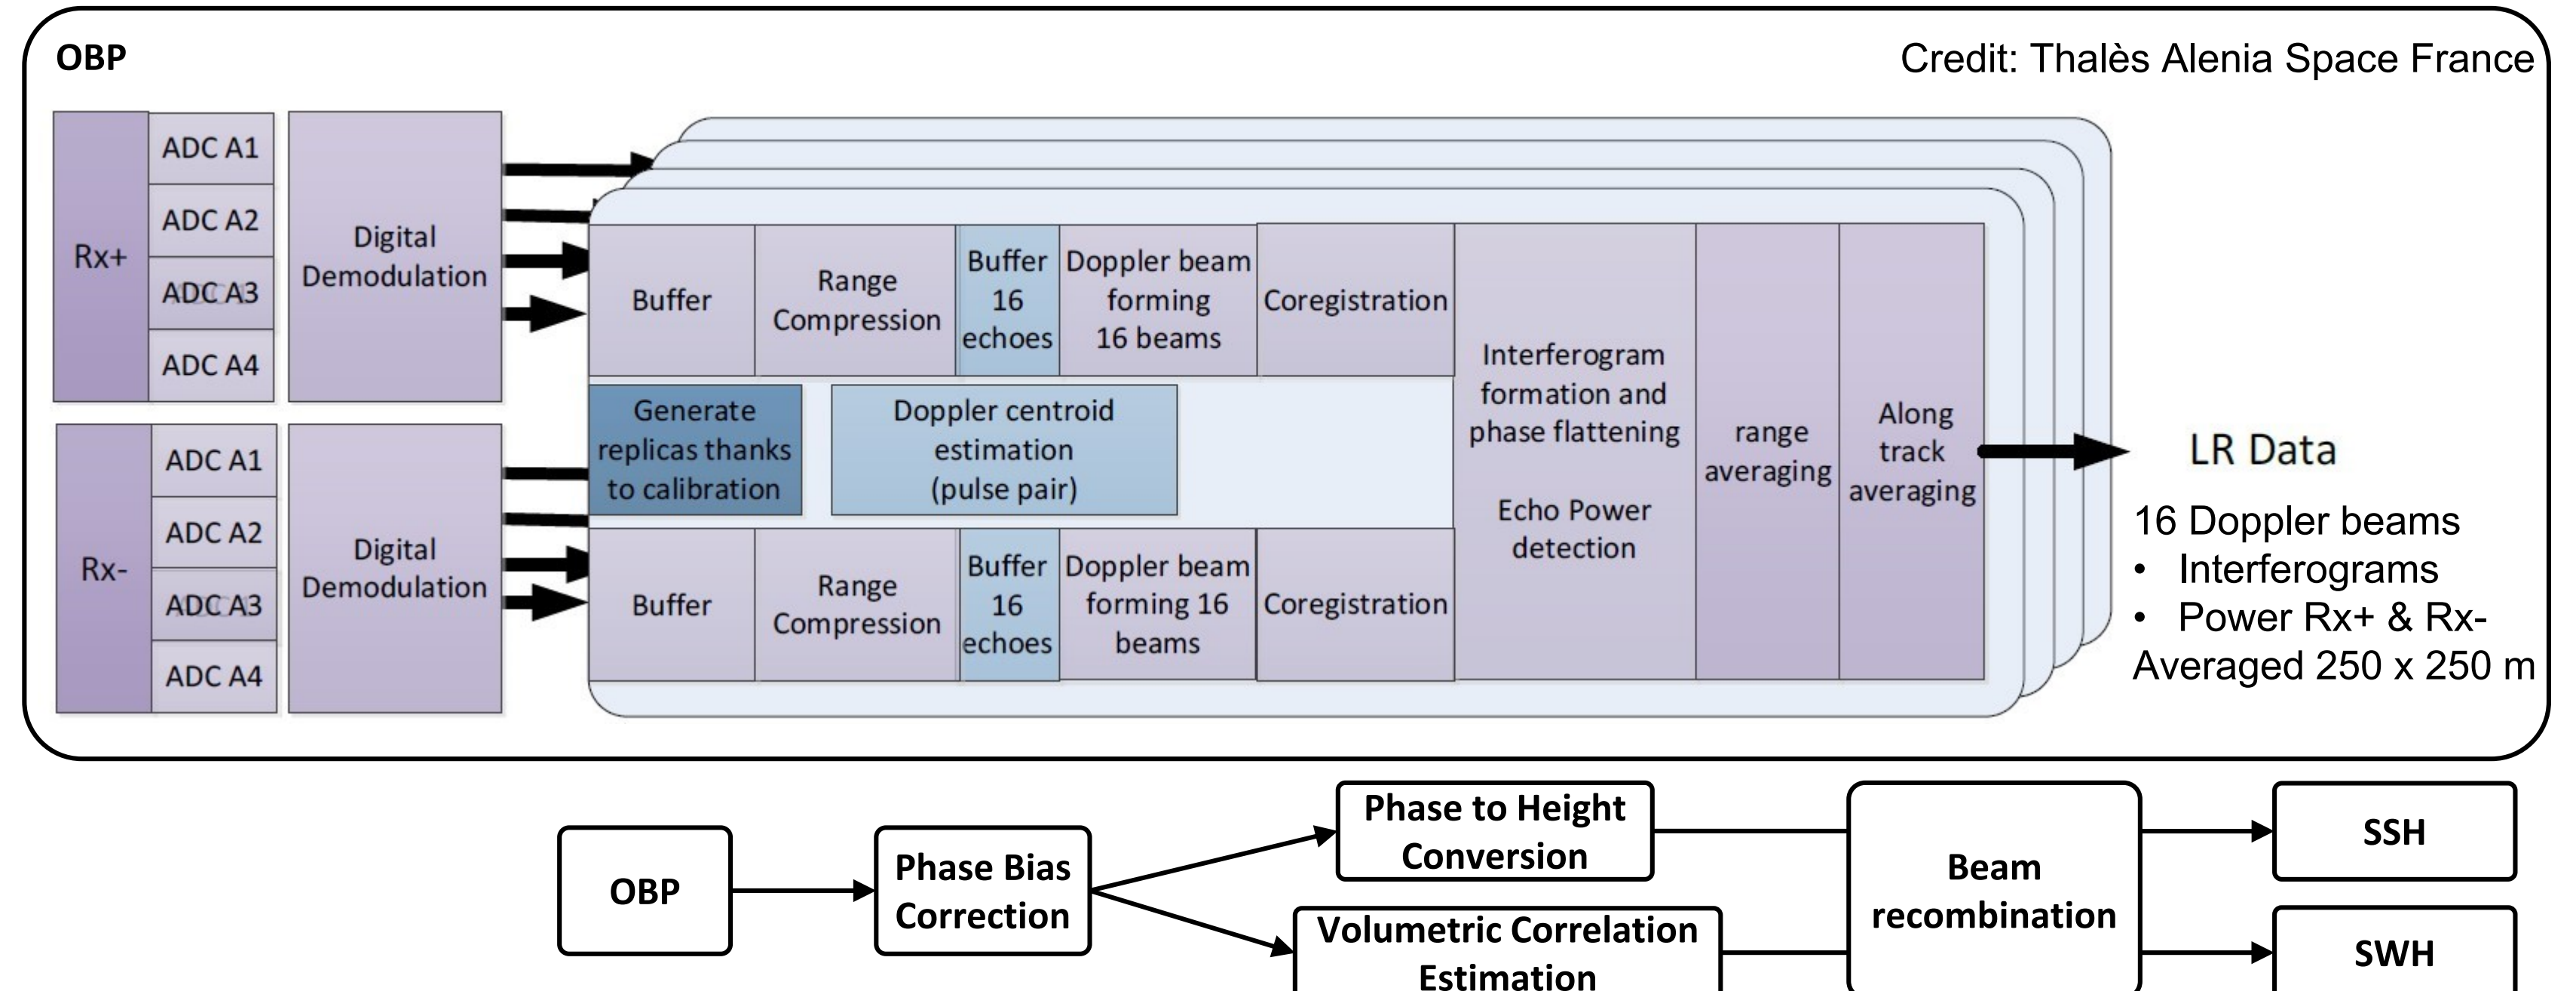 OBP
Credit: Thalès Alenia Space France
Rx+
ADC A1
ADC A2
ADC A3
ADC A4
Digital
Demodulation
Buffer
Range
Compression
Buffer
16
echoes
Doppler beam
forming
16 beams
Coregistration
Generate
replicas thanks
to calibration
Doppler centroid
estimation
(pulse pair)
Rx-
ADC A1
ADC A2
ADC A3
ADC A4
Digital
Demodulation
Buffer
Range
Compression
Buffer
16
echoes
Doppler beam
forming 16
beams
Coregistration
Interferogram
formation and
phase flattening
Echo Power
detection
range
averaging
Along
track
averaging
LR Data
16 Doppler beams
• Interferograms
• Power Rx+ & Rx-
Averaged 250 x 250 m
OBP
Phase Bias
Correction
Phase to Height
Conversion
Volumetric Correlation
Estimation
Beam
recombination
SSH
SWH